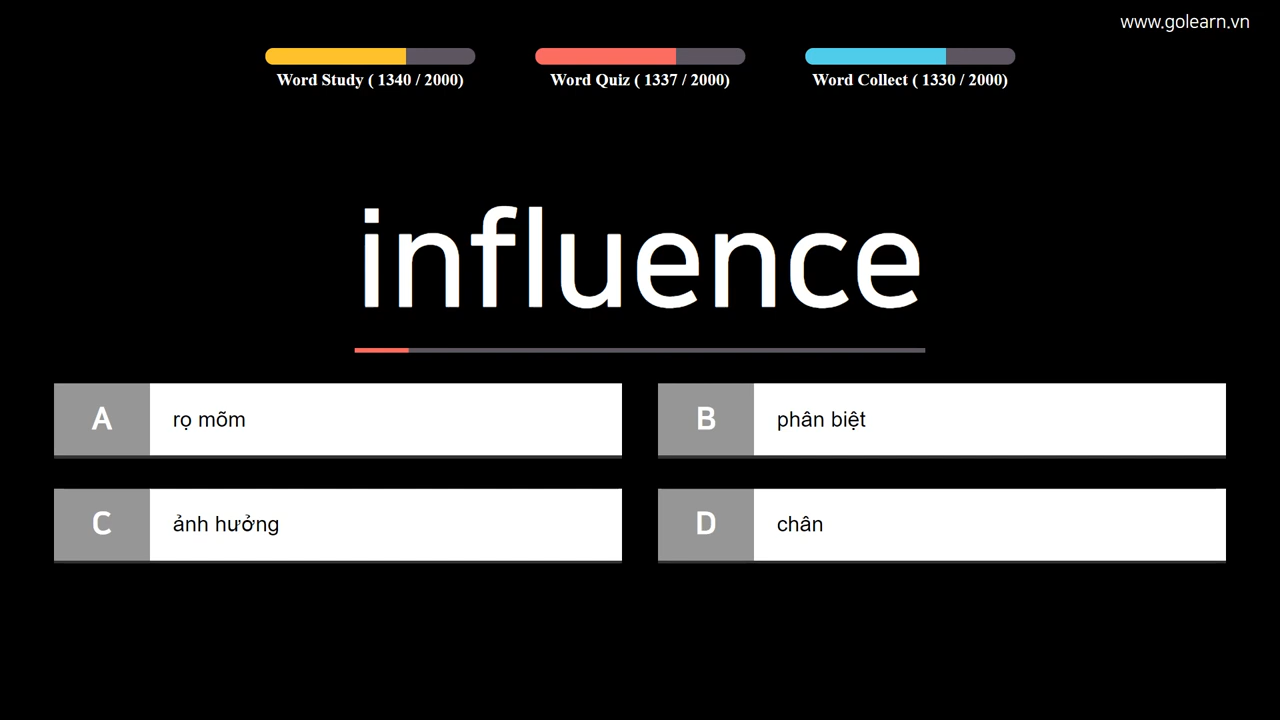 www.golearn.vn
Word Study ( 1340 / 2000)
Word Quiz ( 1337 / 2000)
Word Collect ( 1330 / 2000)
influence
A rọ mõm
B phân biệt
C ảnh hưởng
D chân